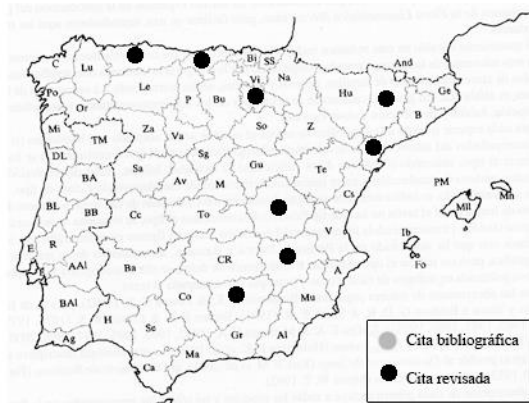 C Lu Bi SS And
Po Le Vi Na Hu Ge
Or P Bu B
Mi TM Za Va So Z
DL Sg
BA Sa Av M Gu Te
Cs PM Mn
BL BB Cc To Mll
V Ib
E R Fo
AAl Ba CR A
BAl Co Mu
H Se Gr Al
Ag Ma
Ca
Cita bibliográfica
Cita revisada